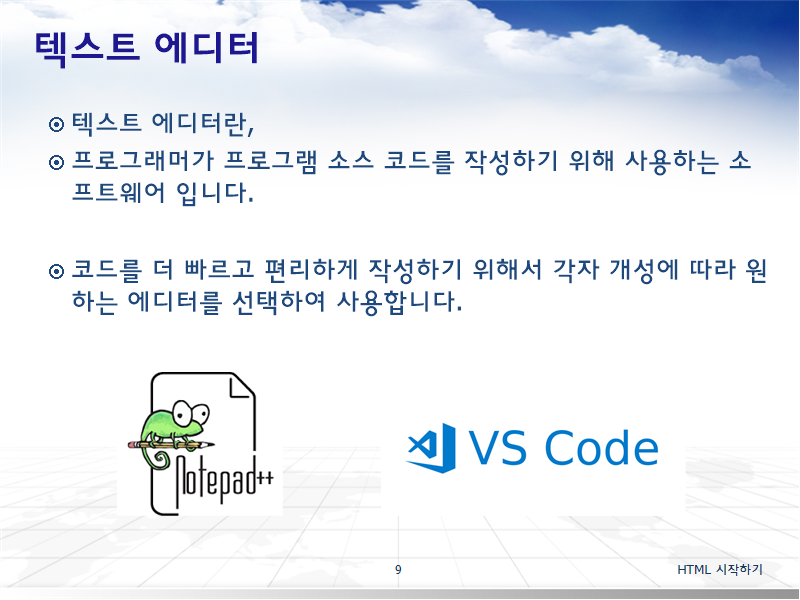 텍스트 에디터
텍스트 에디터란,
프로그래머가 프로그램 소스 코드를 작성하기 위해 사용하는 소
프트웨어 입니다.
코드를 더 빠르고 편리하게 작성하기 위해서 각자 개성에 따라 원
하는 에디터를 선택하여 사용합니다.
Notepad++
VS Code
9
HTML 시작하기